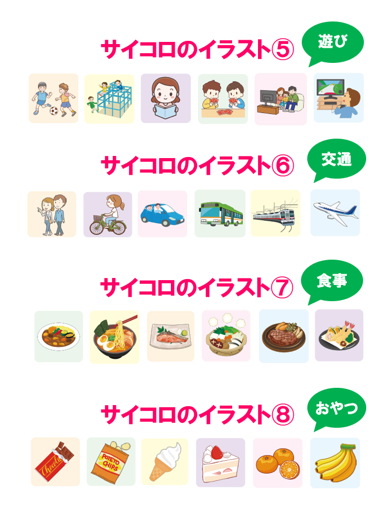 サイコロのイラスト⑤
遊び
サイコロのイラスト⑥
交通
サイコロのイラスト⑦
食事
サイコロのイラスト⑧
おやつ
POTATO
CHIPS